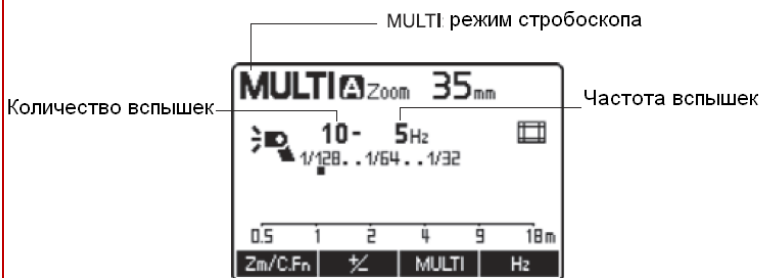 MULTI: режим стробоскопа
MULTI A Zoom 35mm
Количество вспышек
Частота вспышек
10- 5Hz
1/128..1/64..1/32
0.5 1 2 4 9 18m
Zm/C.Fn +/- MULTI Hz